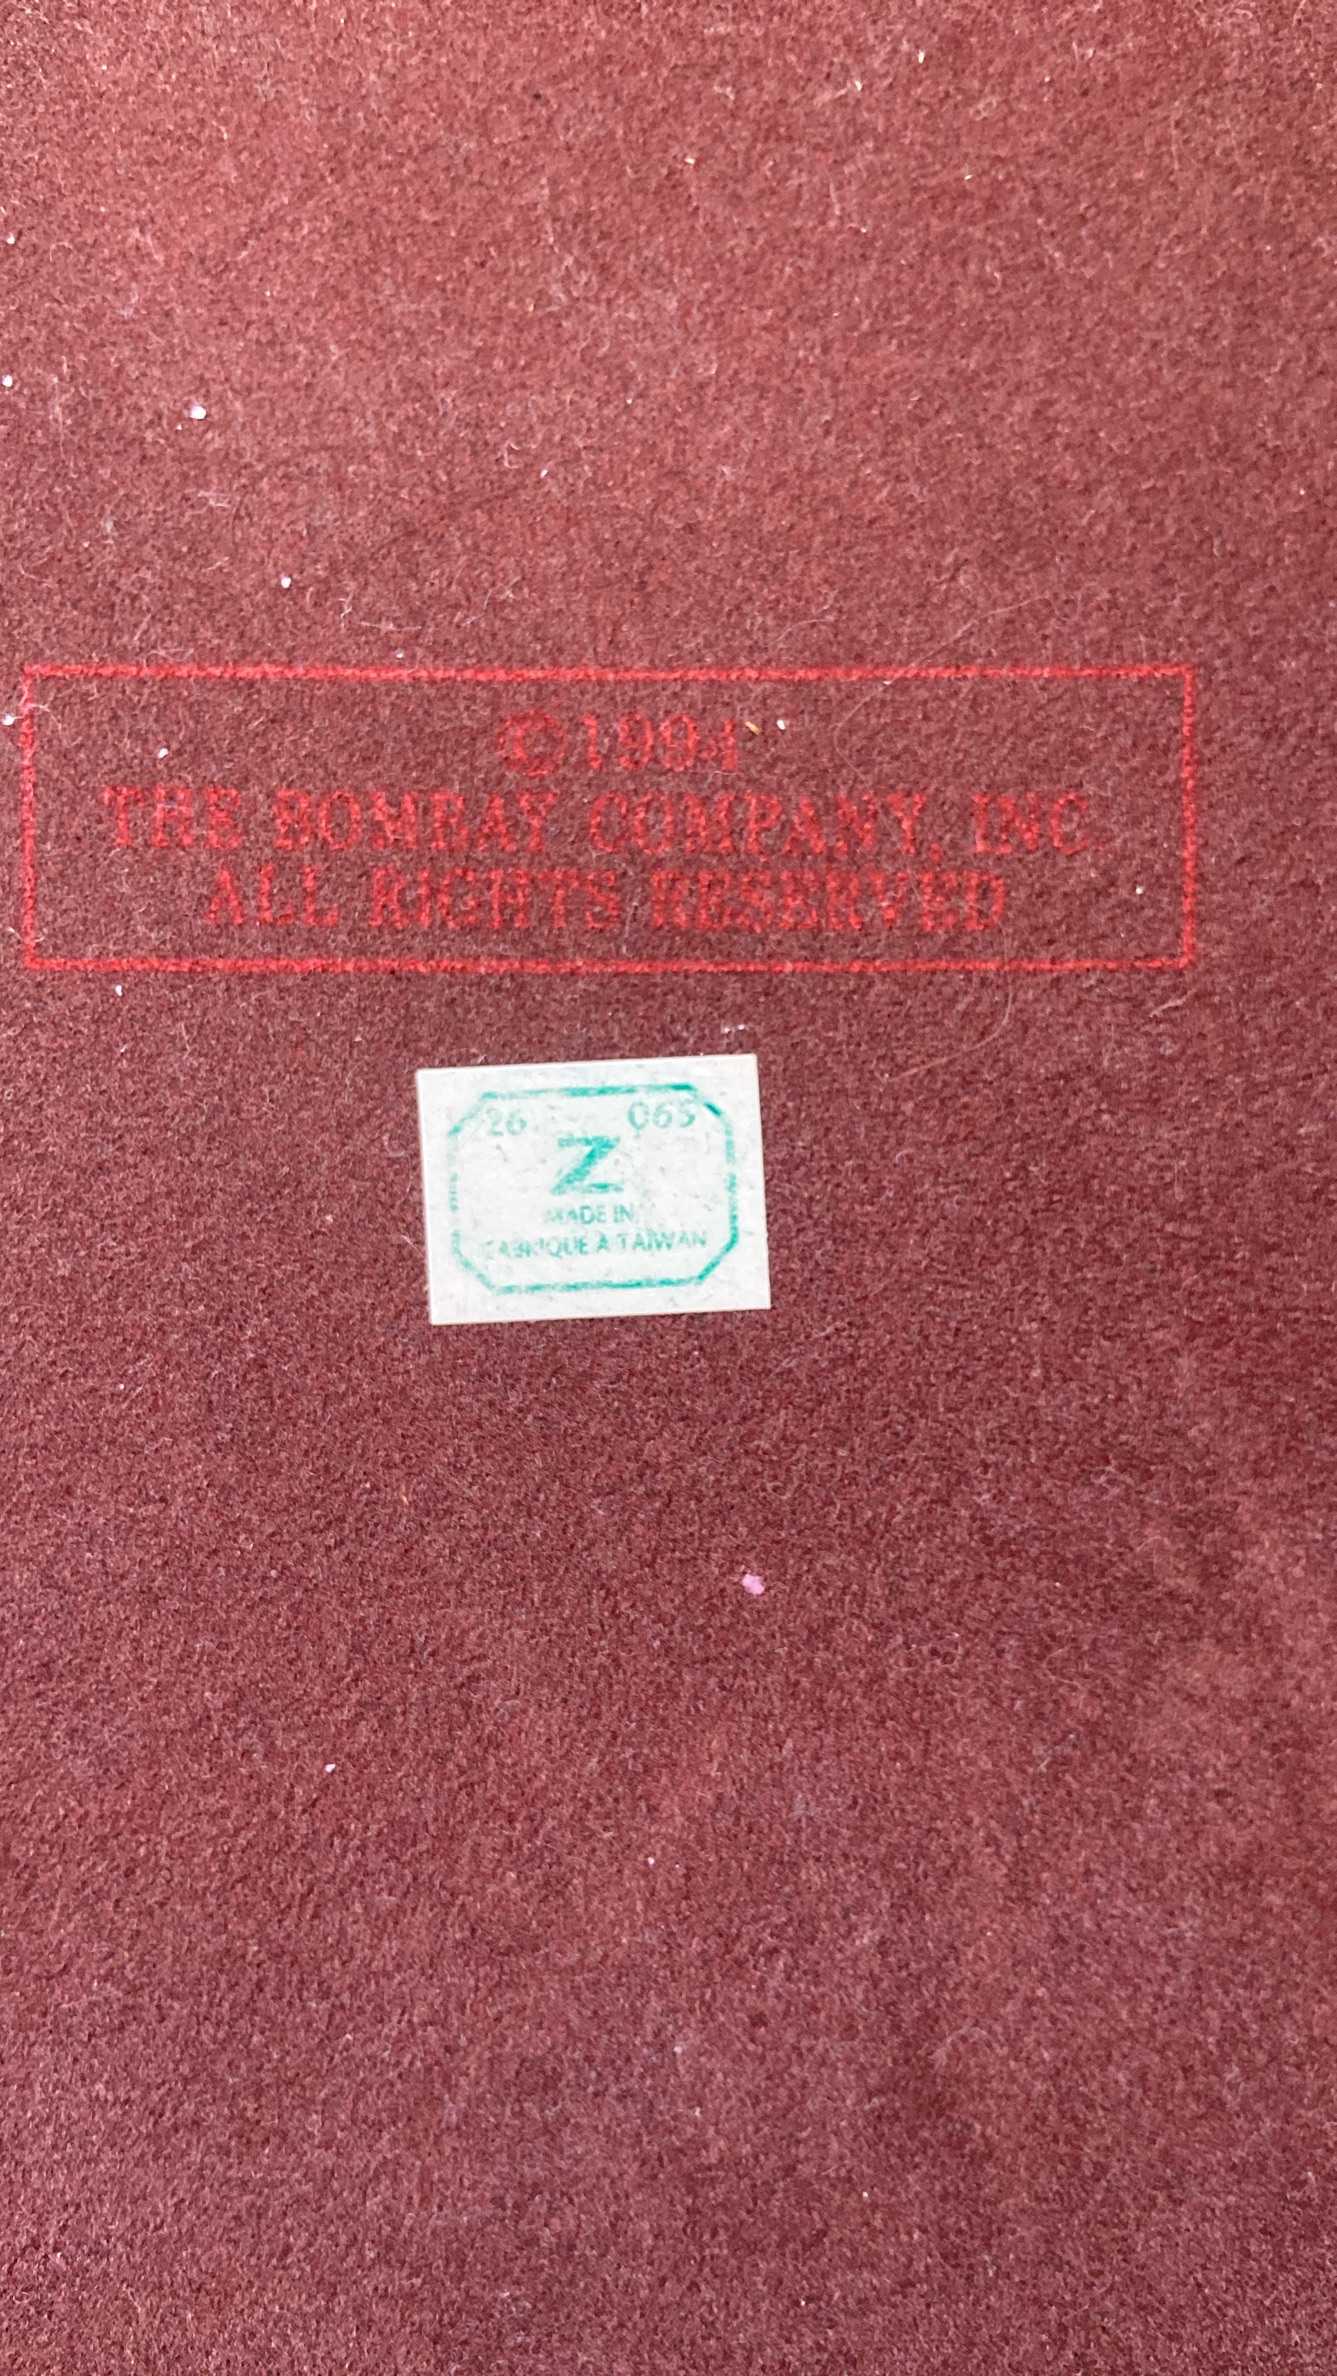 ©1994
THE BOMBAY COMPANY, INC.
ALL RIGHTS RESERVED
26 065
Z
MADE IN
FABRIQUE A TAIWAN